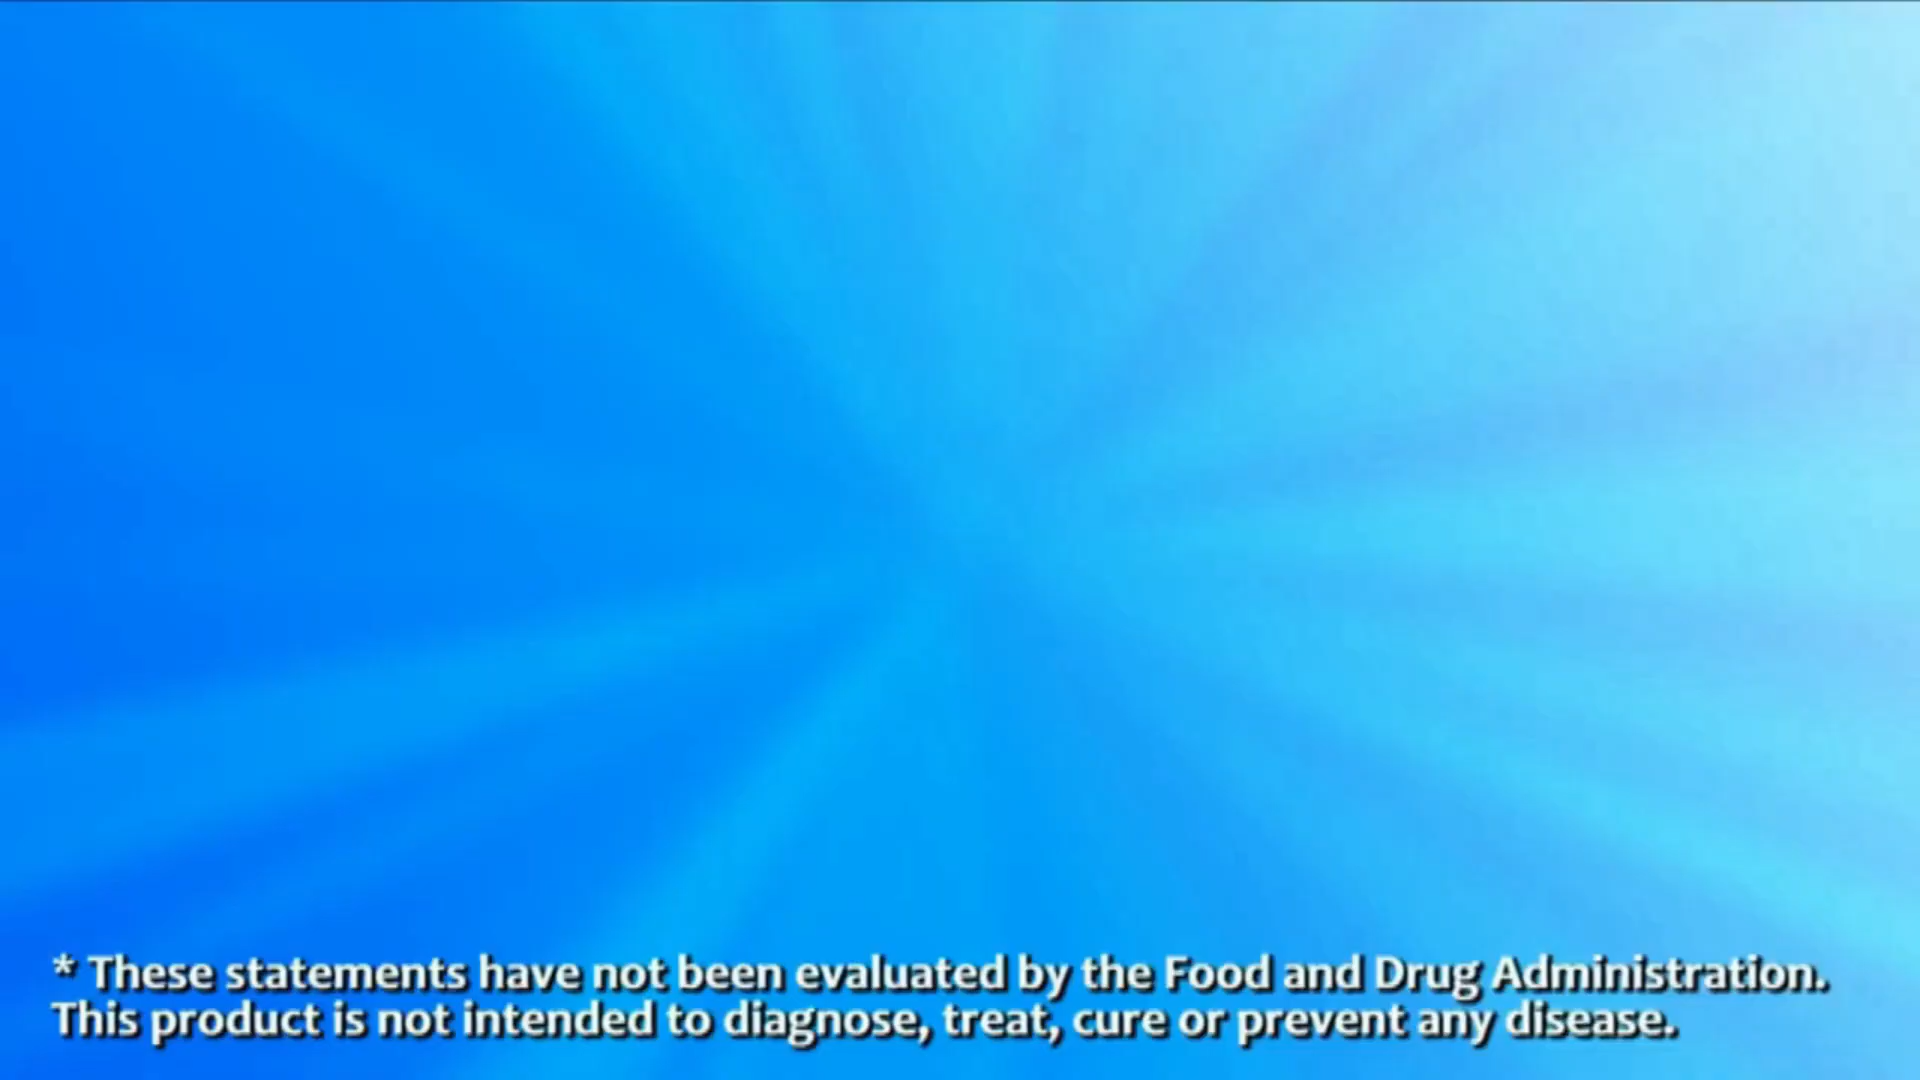 * These statements have not been evaluated by the Food and Drug Administration.
This product is not intended to diagnose, treat, cure or prevent any disease.